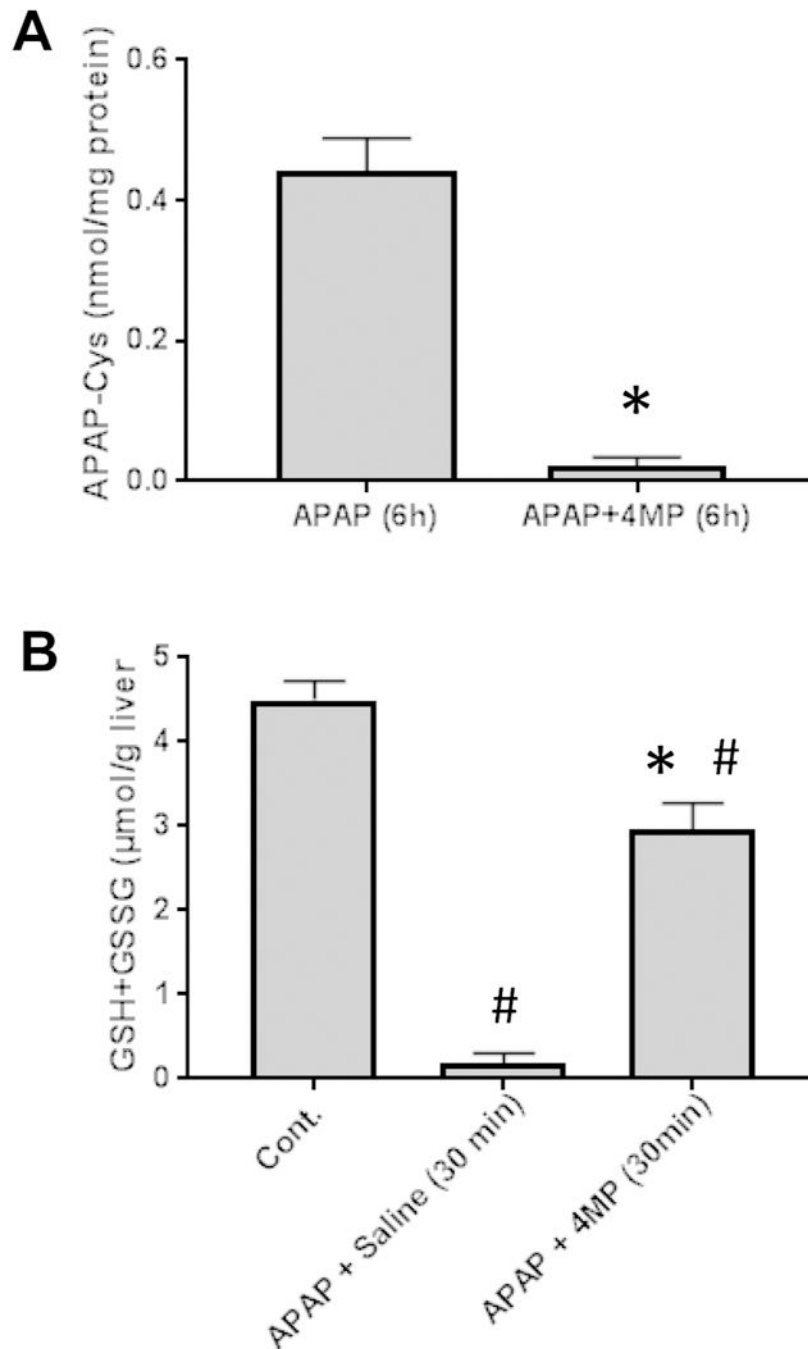 A
APAP-Cys (nmol/mg protein)
0.6
0.4
0.2
0.0
*
APAP (6h)
APAP+4MP (6h)
B
GSH+GSSG (µmol/g liver
5
4
3
2
1
0
#
* #
Cont.
APAP + Saline (30 min)
APAP + 4MP (30min)